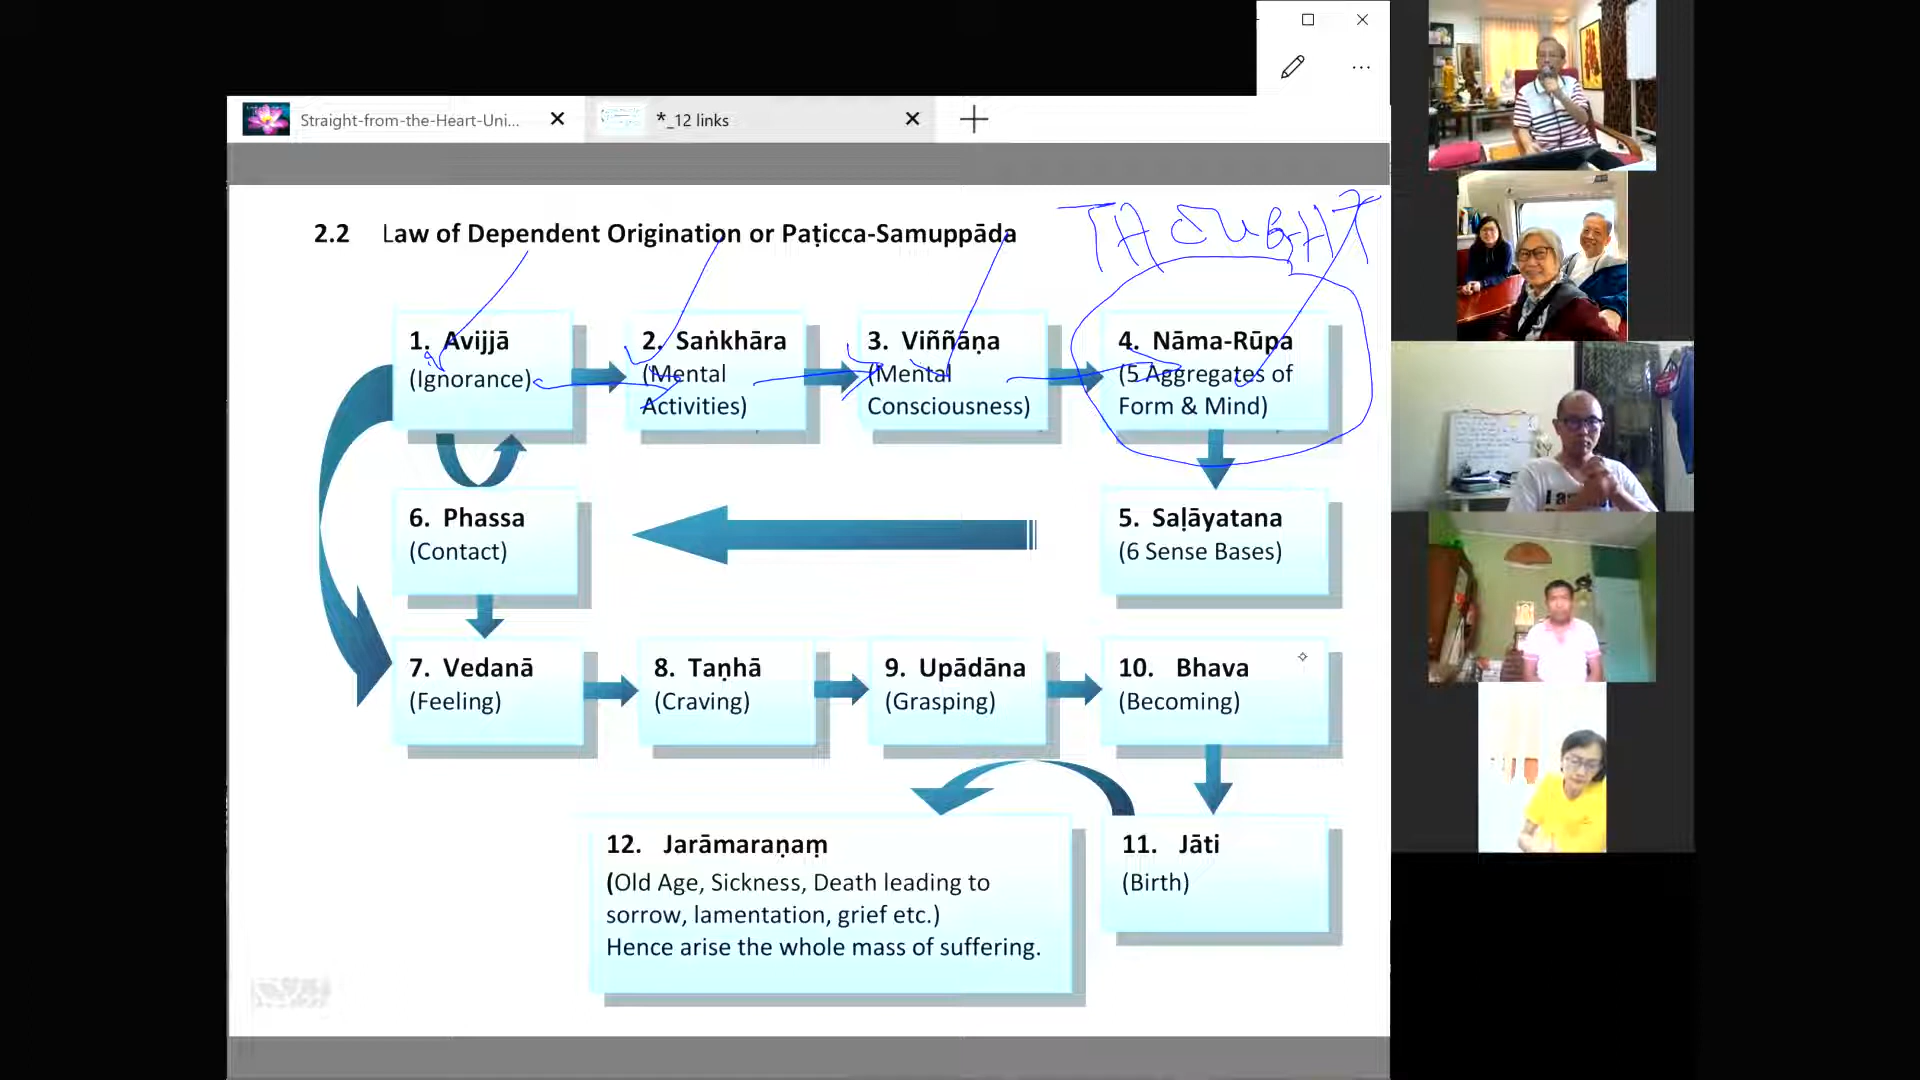 Straight-from-the-Heart-Uni...
*_12 links
THOUGHT
2.2 Law of Dependent Origination or Paṭicca-Samuppāda
1. Avijjā
(Ignorance)
2. Saṅkhāra
(Mental
Activities)
3. Viññāṇa
(Mental
Consciousness)
4. Nāma-Rūpa
(5 Aggregates of
Form & Mind)
5. Saḷāyatana
(6 Sense Bases)
6. Phassa
(Contact)
7. Vedanā
(Feeling)
8. Taṇhā
(Craving)
9. Upādāna
(Grasping)
10. Bhava
(Becoming)
11. Jāti
(Birth)
12. Jarāmaraṇaṃ
(Old Age, Sickness, Death leading to
sorrow, lamentation, grief etc.)
Hence arise the whole mass of suffering.